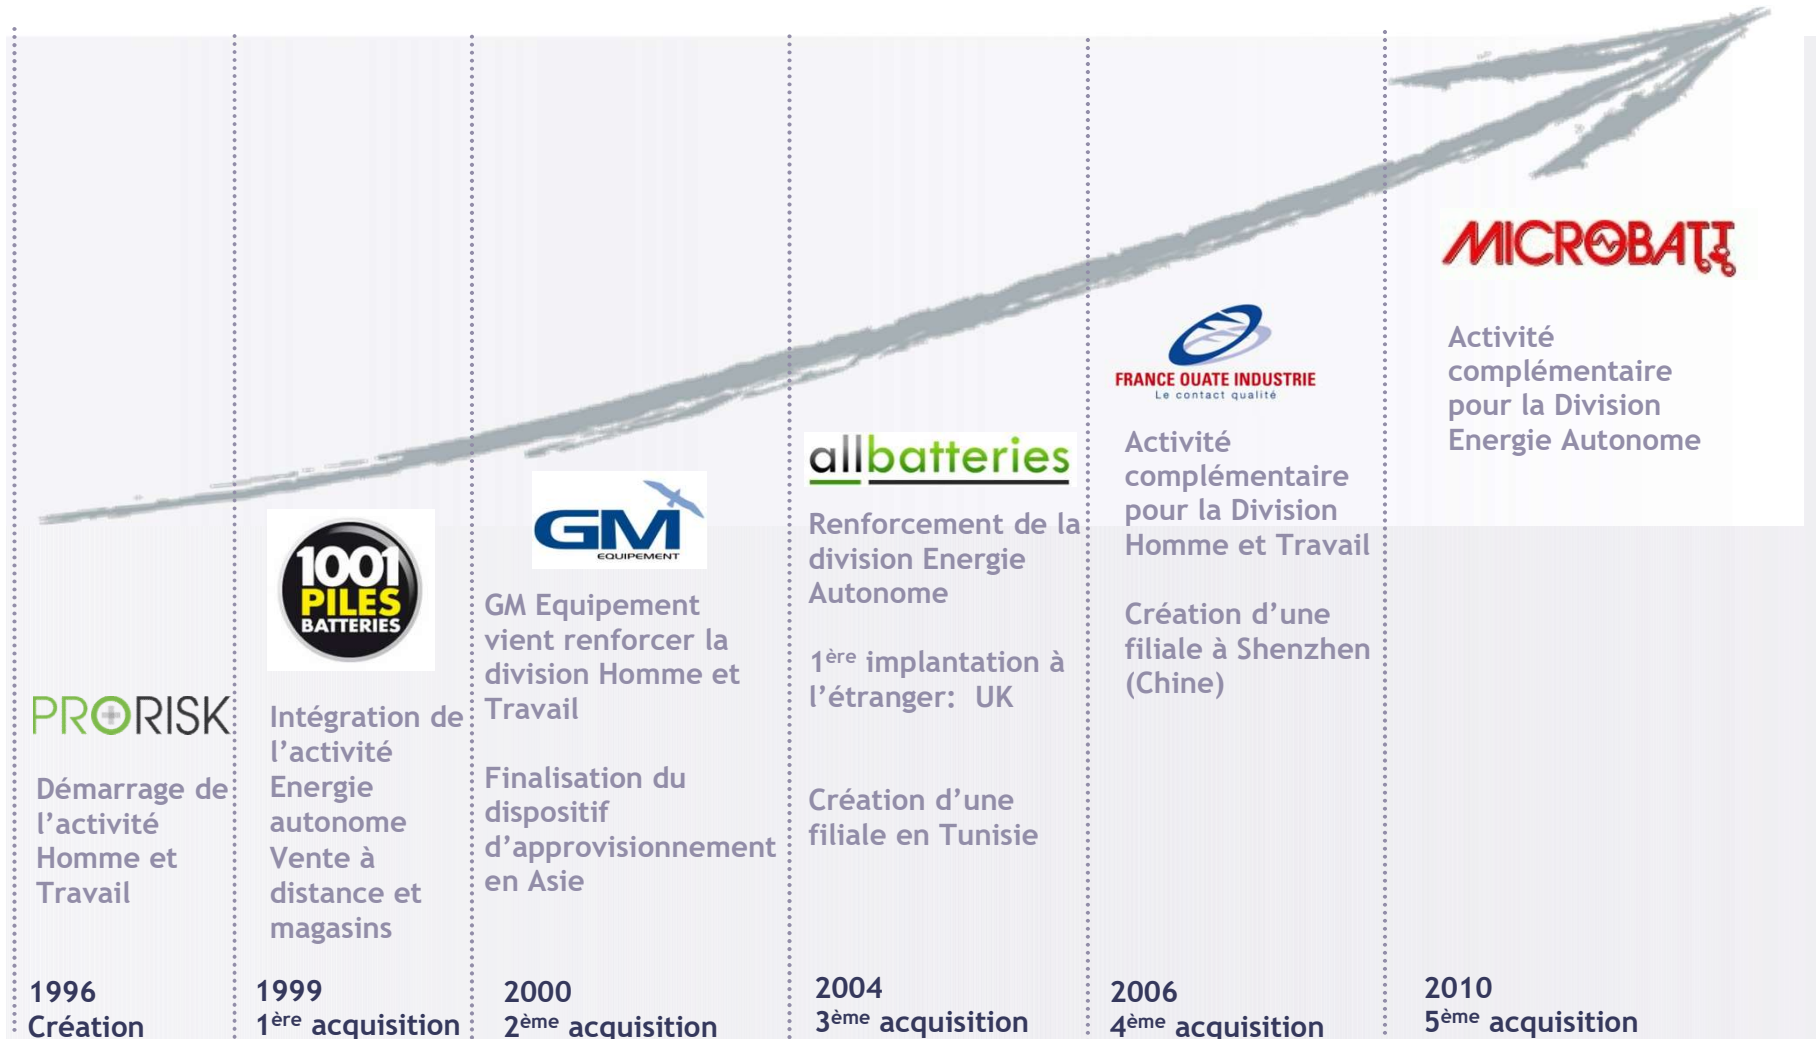 PRORISK
Démarrage de
l’activité
Homme et
Travail
1996
Création
1001
PILES
BATTERIES
Intégration de
l’activité
Energie
autonome
Vente à
distance et
magasins
1999
1ère acquisition
GM
EQUIPEMENT
GM Equipement
vient renforcer la
division Homme et
Travail
Finalisation du
dispositif
d’approvisionnement
en Asie
2000
2ème acquisition
allbatteries
Renforcement de la
division Energie
Autonome
1ère implantation à
l’étranger: UK
Création d’une
filiale en Tunisie
2004
3ème acquisition
FRANCE OUATE INDUSTRIE
Le contact qualité
Activité
complémentaire
pour la Division
Homme et Travail
Création d’une
filiale à Shenzhen
(Chine)
2006
4ème acquisition
MICROBATT
Activité
complémentaire
pour la Division
Energie Autonome
2010
5ème acquisition